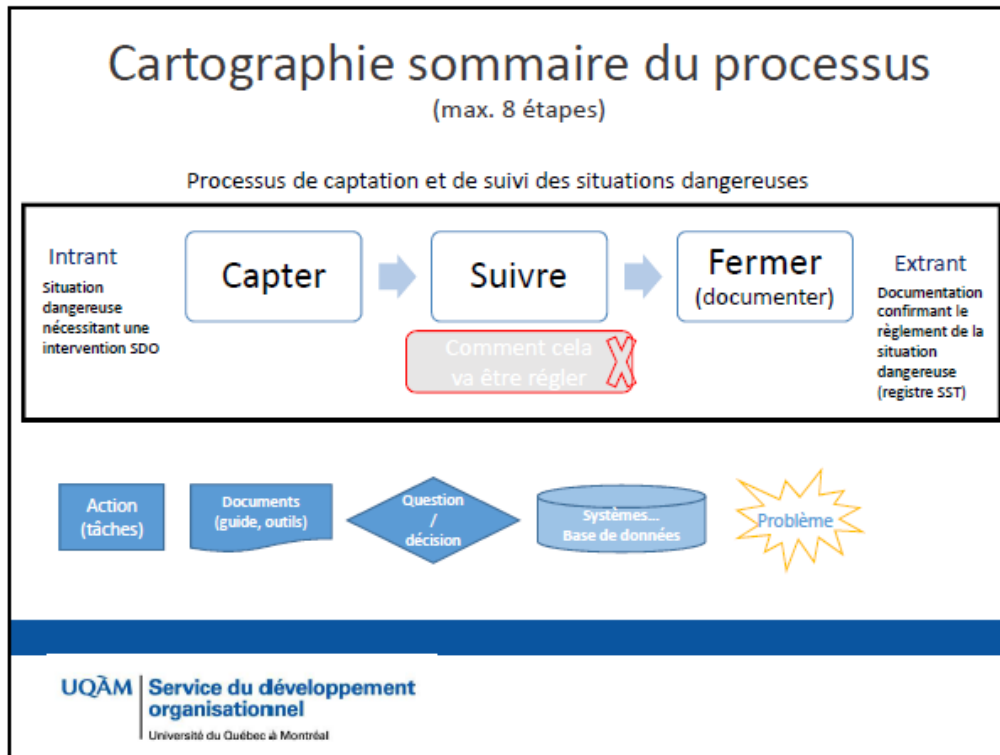 Cartographie sommaire du processus
(max. 8 étapes)
Processus de captation et de suivi des situations dangereuses
Intrant
Situation
dangereuse
nécessitant une
intervention SDO
Capter
Suivre
Comment cela
va être régler
X
Fermer
(documenter)
Extrant
Documentation
confirmant le
règlement de la
situation
dangereuse
(registre SST)
Action
(tâches)
Documents
(guide, outils)
Question
/
décision
Systèmes...
Base de données
Problème
UQÀM
Service du développement
organisationnel
Université du Québec à Montréal